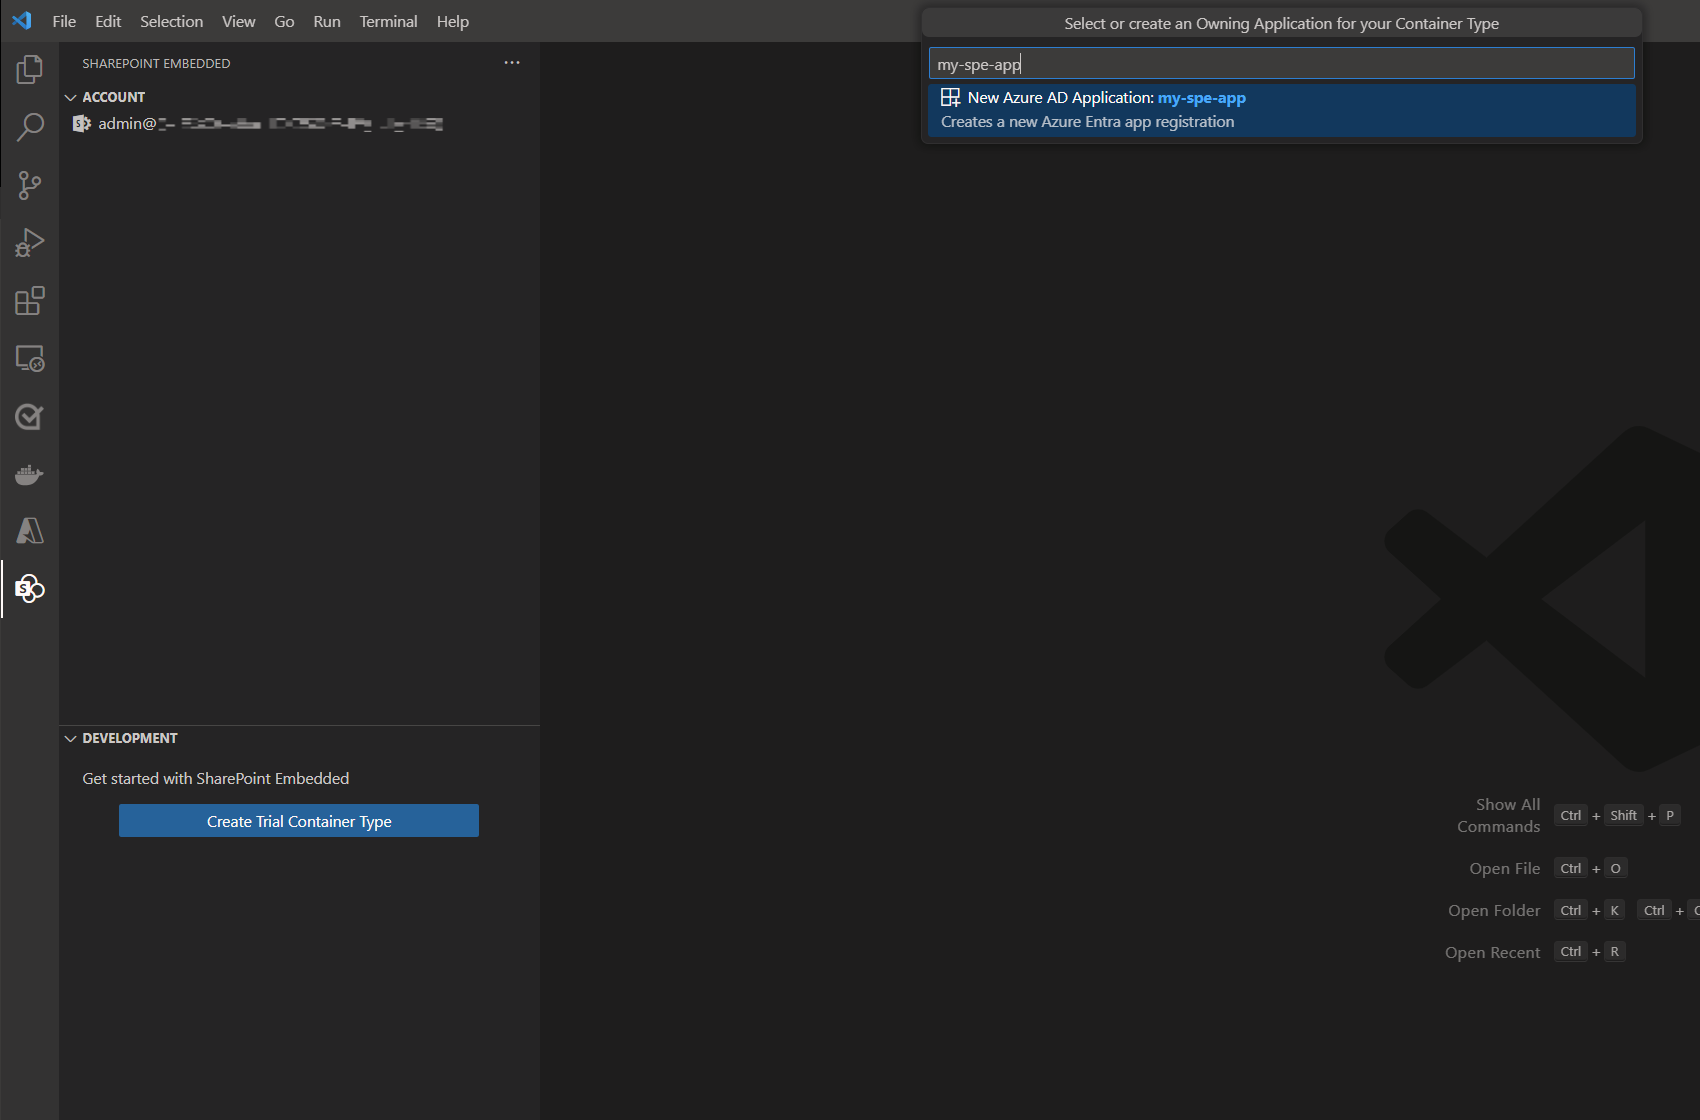 File Edit Selection View Go Run Terminal Help
Select or create an Owning Application for your Container Type
my-spe-app
New Azure AD Application: my-spe-app
Creates a new Azure Entra app registration
SHAREPOINT EMBEDDED
ACCOUNT
admin@
DEVELOPMENT
Get started with SharePoint Embedded
Create Trial Container Type
Show All Commands Ctrl + Shift + P
Open File Ctrl + O
Open Folder Ctrl + K Ctrl +
Open Recent Ctrl + R